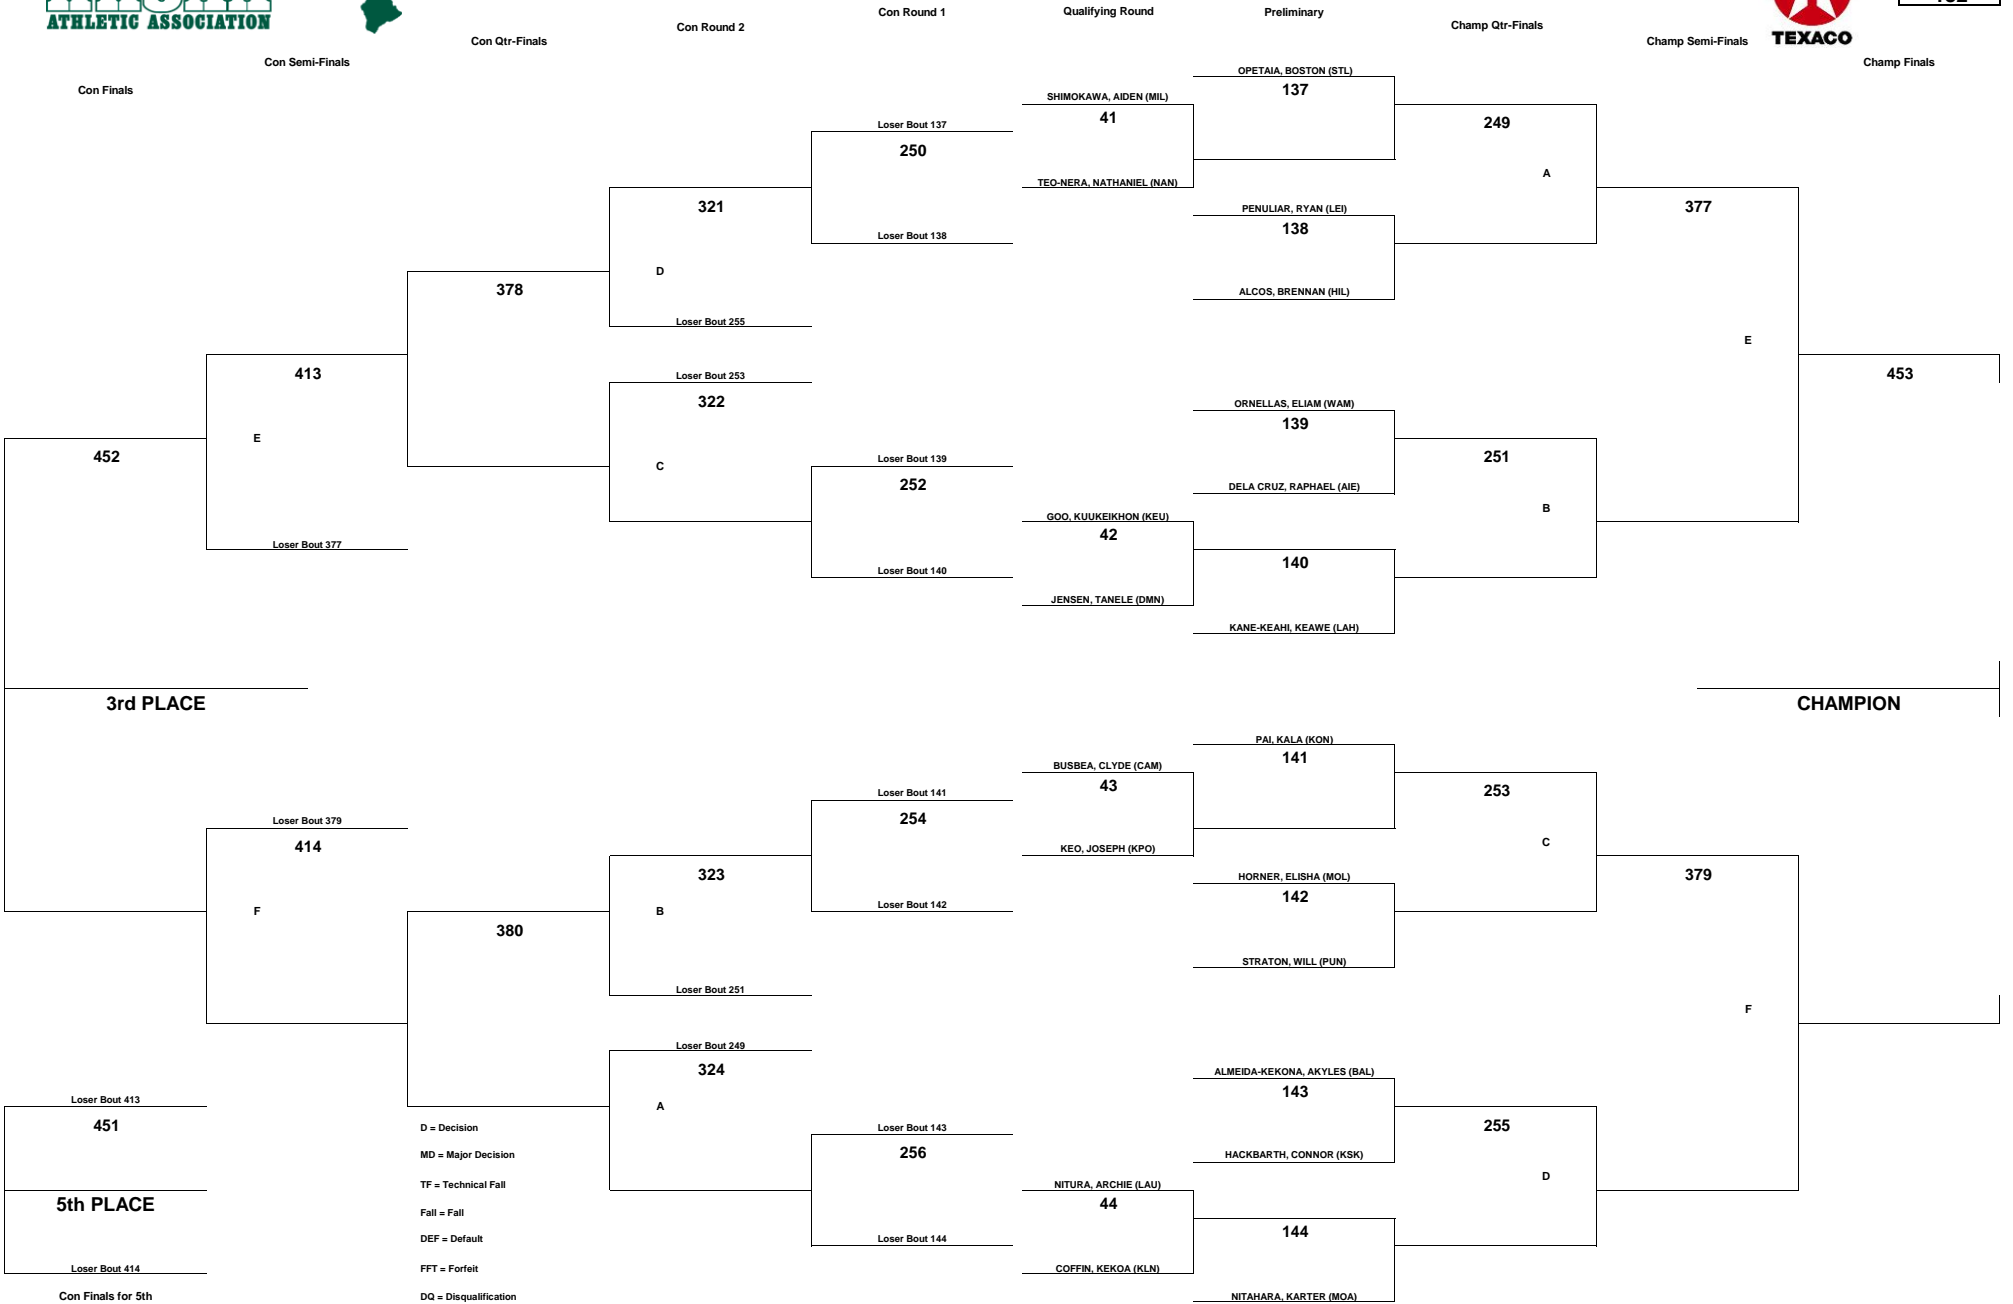 ATHLETIC ASSOCIATION
TEXACO
Con Finals
Con Semi-Finals
Con Qtr-Finals
Con Round 2
Con Round 1
Qualifying Round
Preliminary
Champ Qtr-Finals
Champ Semi-Finals
Champ Finals
OPETAIA, BOSTON (STL)
137
SHIMOKAWA, AIDEN (MIL)
41
249
Loser Bout 137
250
A
TEO-NERA, NATHANIEL (NAN)
321
PENULIAR, RYAN (LEI)
377
138
Loser Bout 138
D
378
ALCOS, BRENNAN (HIL)
Loser Bout 255
E
413
Loser Bout 253
453
322
ORNELLAS, ELIAM (WAM)
139
E
452
C
Loser Bout 139
251
252
DELA CRUZ, RAPHAEL (AIE)
B
GOO, KUUKEIKHON (KEU)
42
Loser Bout 377
140
Loser Bout 140
JENSEN, TANELE (DMN)
KANE-KEAHI, KEAWE (LAH)
3rd PLACE
CHAMPION
PAI, KALA (KON)
141
BUSBEA, CLYDE (CAM)
43
Loser Bout 141
253
254
Loser Bout 379
414
C
KEO, JOSEPH (KPO)
323
HORNER, ELISHA (MOL)
379
142
Loser Bout 142
F
B
380
STRATON, WILL (PUN)
Loser Bout 251
F
Loser Bout 249
324
ALMEIDA-KEKONA, AKYLES (BAL)
143
Loser Bout 413
A
451
D = Decision
Loser Bout 143
255
256
MD = Major Decision
HACKBARTH, CONNOR (KSK)
D
TF = Technical Fall
NITURA, ARCHIE (LAU)
5th PLACE
44
Fall = Fall
144
DEF = Default
Loser Bout 144
Loser Bout 414
FFT = Forfeit
COFFIN, KEKOA (KLN)
Con Finals for 5th
DQ = Disqualification
NITAHARA, KARTER (MOA)